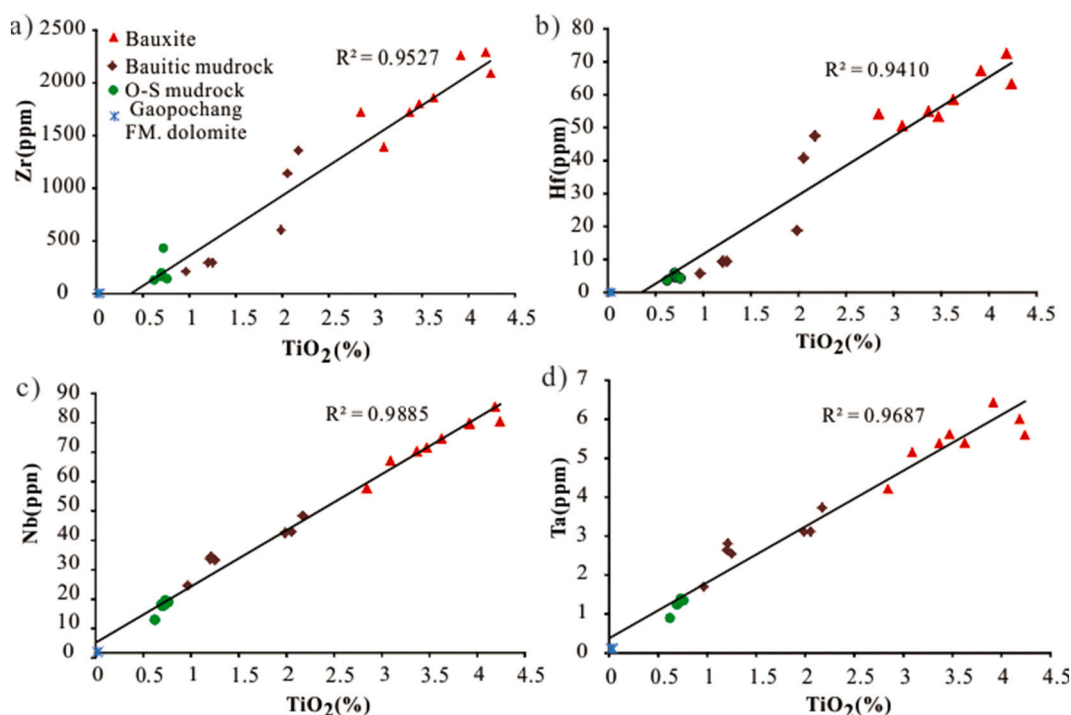 a)
Bauxite
Bauitic mudrock
O-S mudrock
Gaopochang
FM. dolomite
R² = 0.9527
Zr(ppm)
2500
2000
1500
1000
500
0
0 0.5 1 1.5 2 2.5 3 3.5 4 4.5
TiO₂(%)
b)
R² = 0.9410
Hf(ppm)
80
70
60
50
40
30
20
10
0
0 0.5 1 1.5 2 2.5 3 3.5 4 4.5
TiO₂(%)
c)
R² = 0.9885
Nb(ppn)
90
80
70
60
50
40
30
20
10
0
0 0.5 1 1.5 2 2.5 3 3.5 4 4.5
TiO₂(%)
d)
R² = 0.9687
Ta(ppm)
7
6
5
4
3
2
1
0
0 0.5 1 1.5 2 2.5 3 3.5 4 4.5
TiO₂(%)